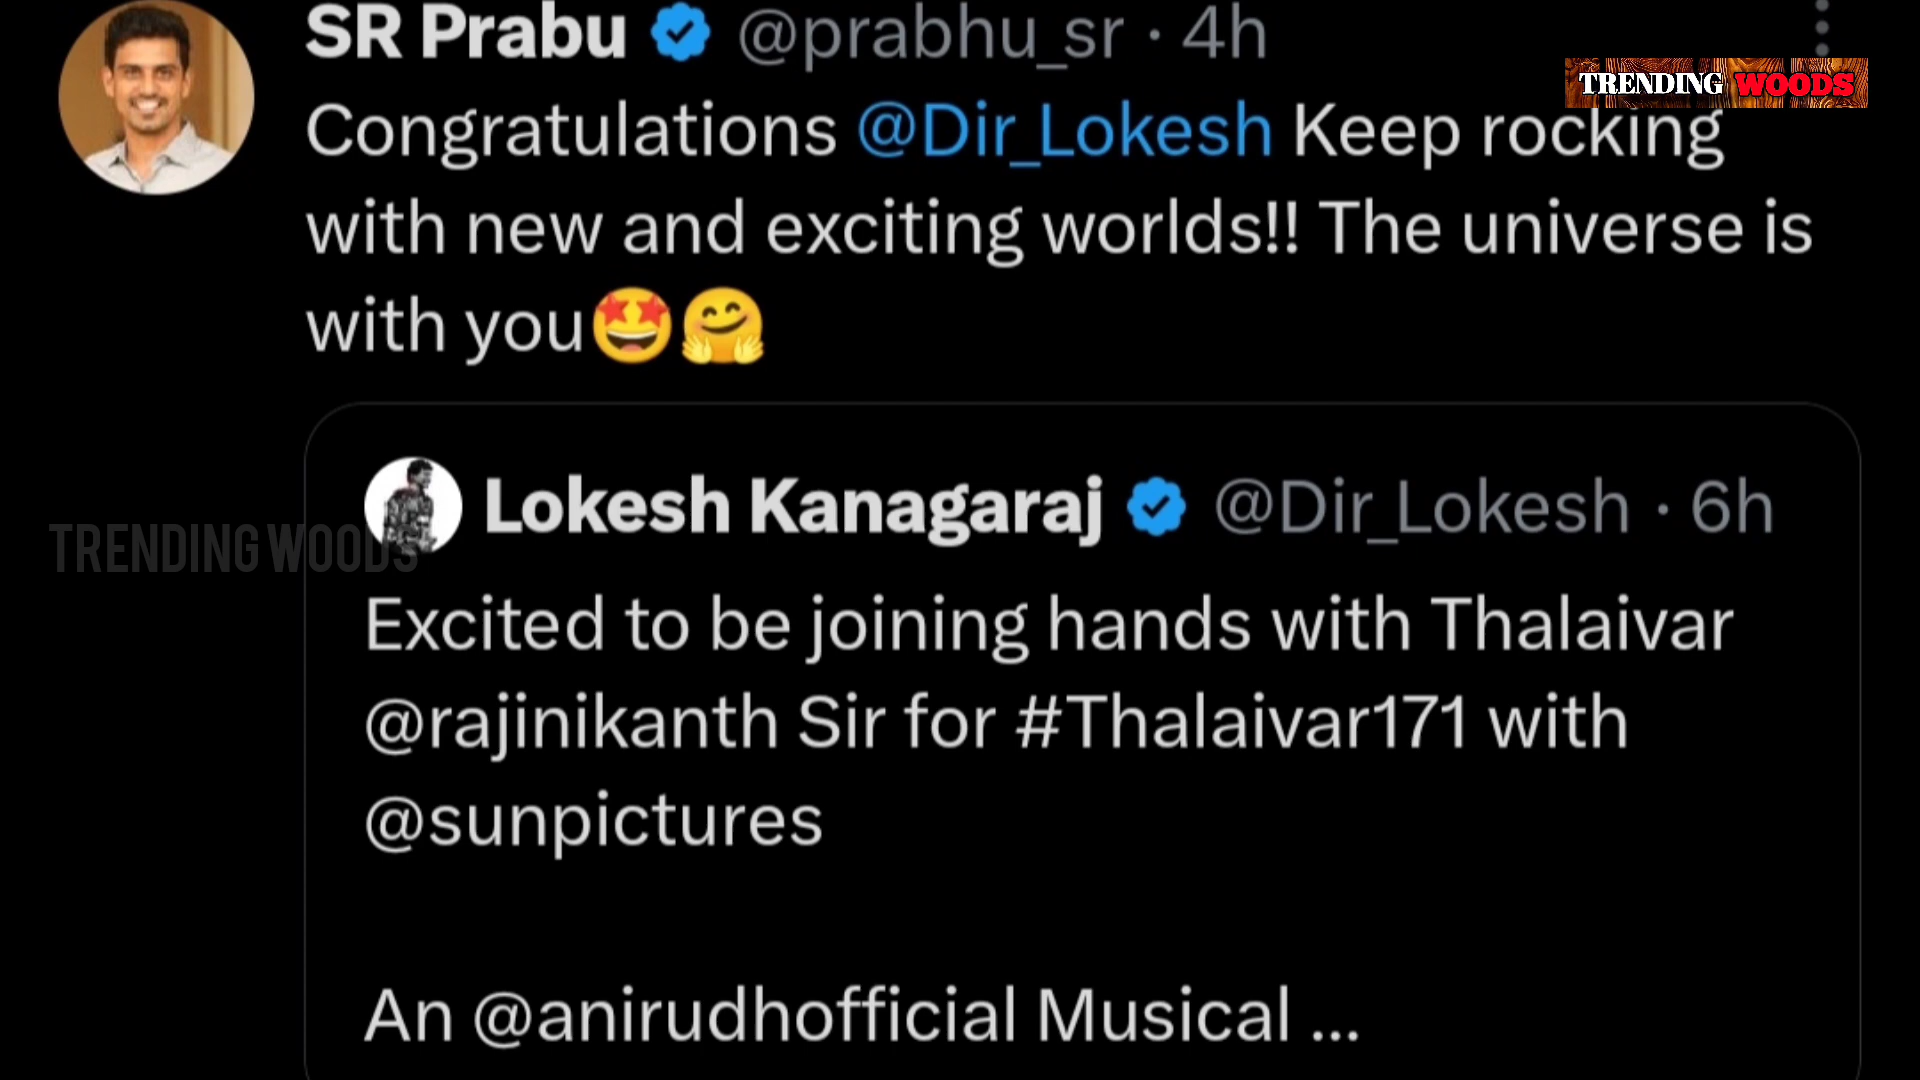 SR Prabu @prabhu_sr · 4h
TRENDING WOODS
Congratulations @Dir_Lokesh Keep rocking
with new and exciting worlds!! The universe is
with you🤩🤗
Lokesh Kanagaraj @Dir_Lokesh · 6h
TRENDING WOODS
Excited to be joining hands with Thalaivar
@rajinikanth Sir for #Thalaivar171 with
@sunpictures
An @anirudhofficial Musical ...